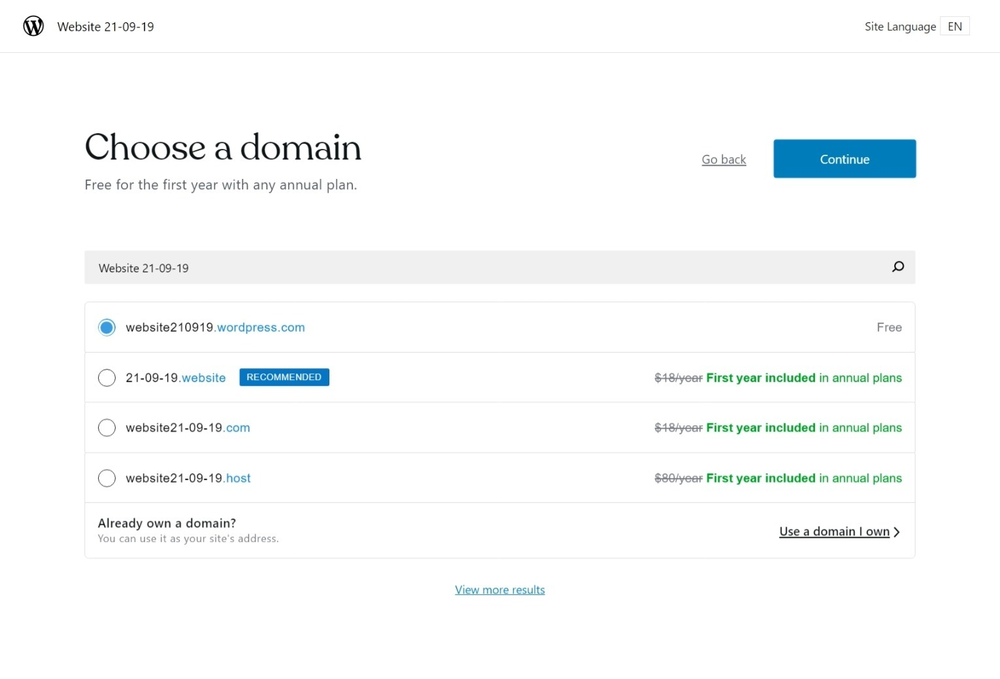 Website 21-09-19
Site Language EN
Choose a domain
Free for the first year with any annual plan.
Go back
Continue
Website 21-09-19
website210919.wordpress.com Free
21-09-19.website RECOMMENDED $18/year First year included in annual plans
website21-09-19.com $18/year First year included in annual plans
website21-09-19.host $80/year First year included in annual plans
Already own a domain?
You can use it as your site's address.
Use a domain I own
View more results